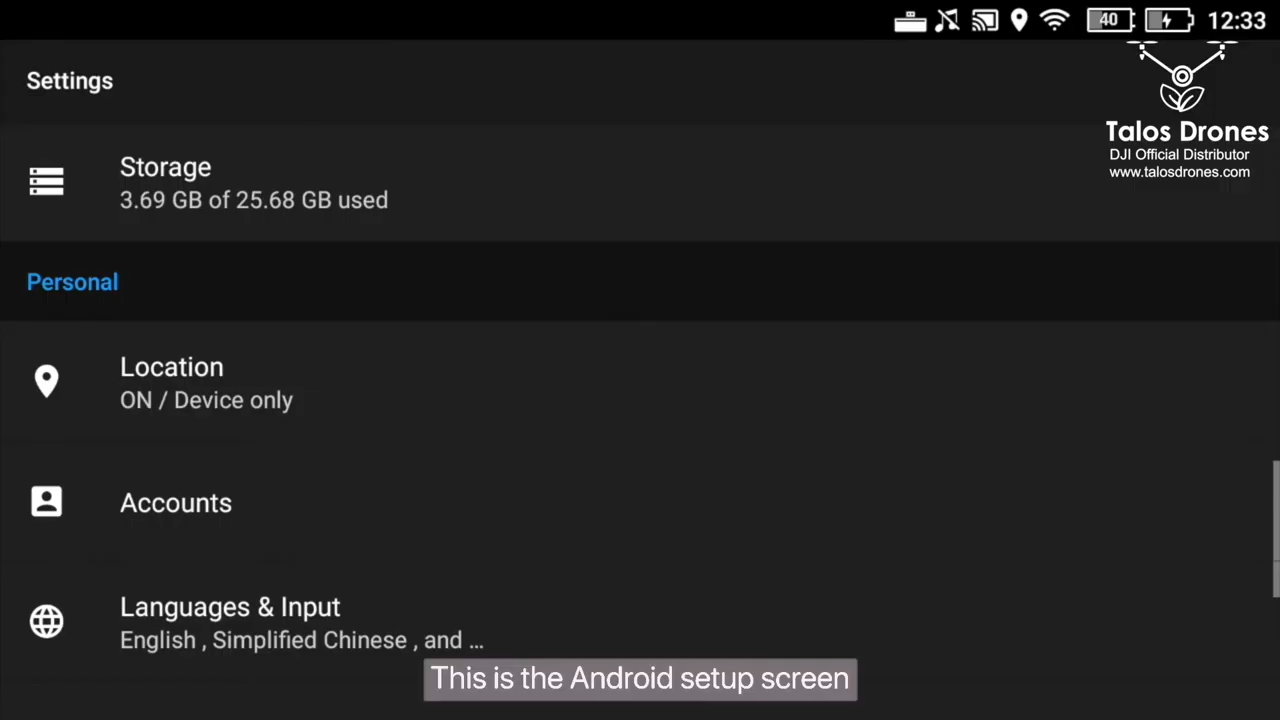 40
12:33
Settings
Talos Drones
DJI Official Distributor
www.talosdrones.com
Storage
3.69 GB of 25.68 GB used
Personal
Location
ON / Device only
Accounts
Languages & Input
English , Simplified Chinese , and ...
This is the Android setup screen